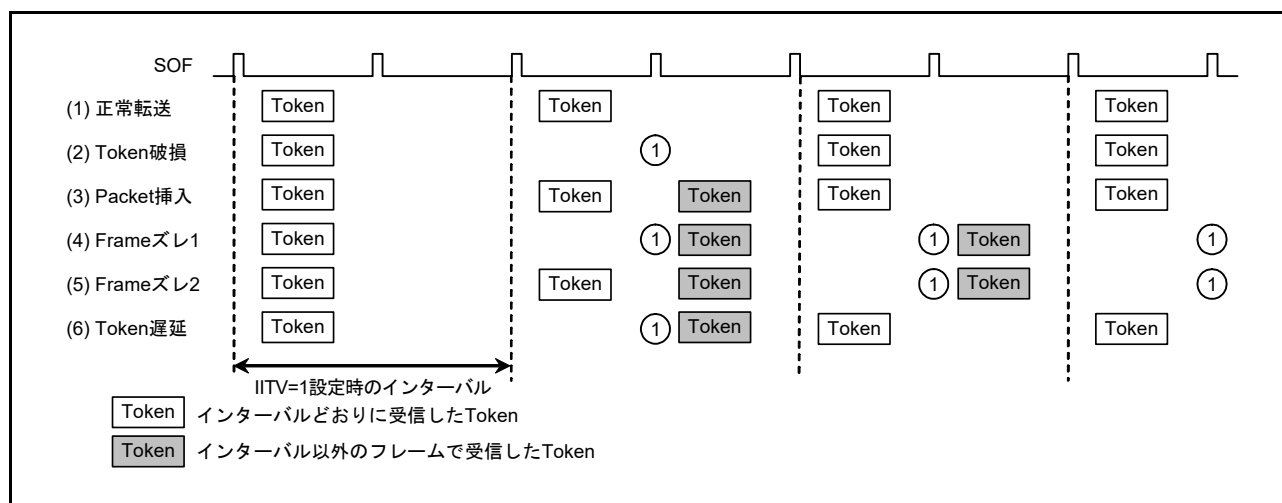 SOF
(1) 正常転送 Token Token Token Token
(2) Token破損 Token 1 Token Token
(3) Packet挿入 Token Token Token Token Token
(4) Frameズレ1 Token 1 Token 1 Token 1
(5) Frameズレ2 Token Token Token 1 Token 1
(6) Token遅延 Token 1 Token Token Token
IITV=1設定時のインターバル
Token インターバルどおりに受信したToken
Token インターバル以外のフレームで受信したToken